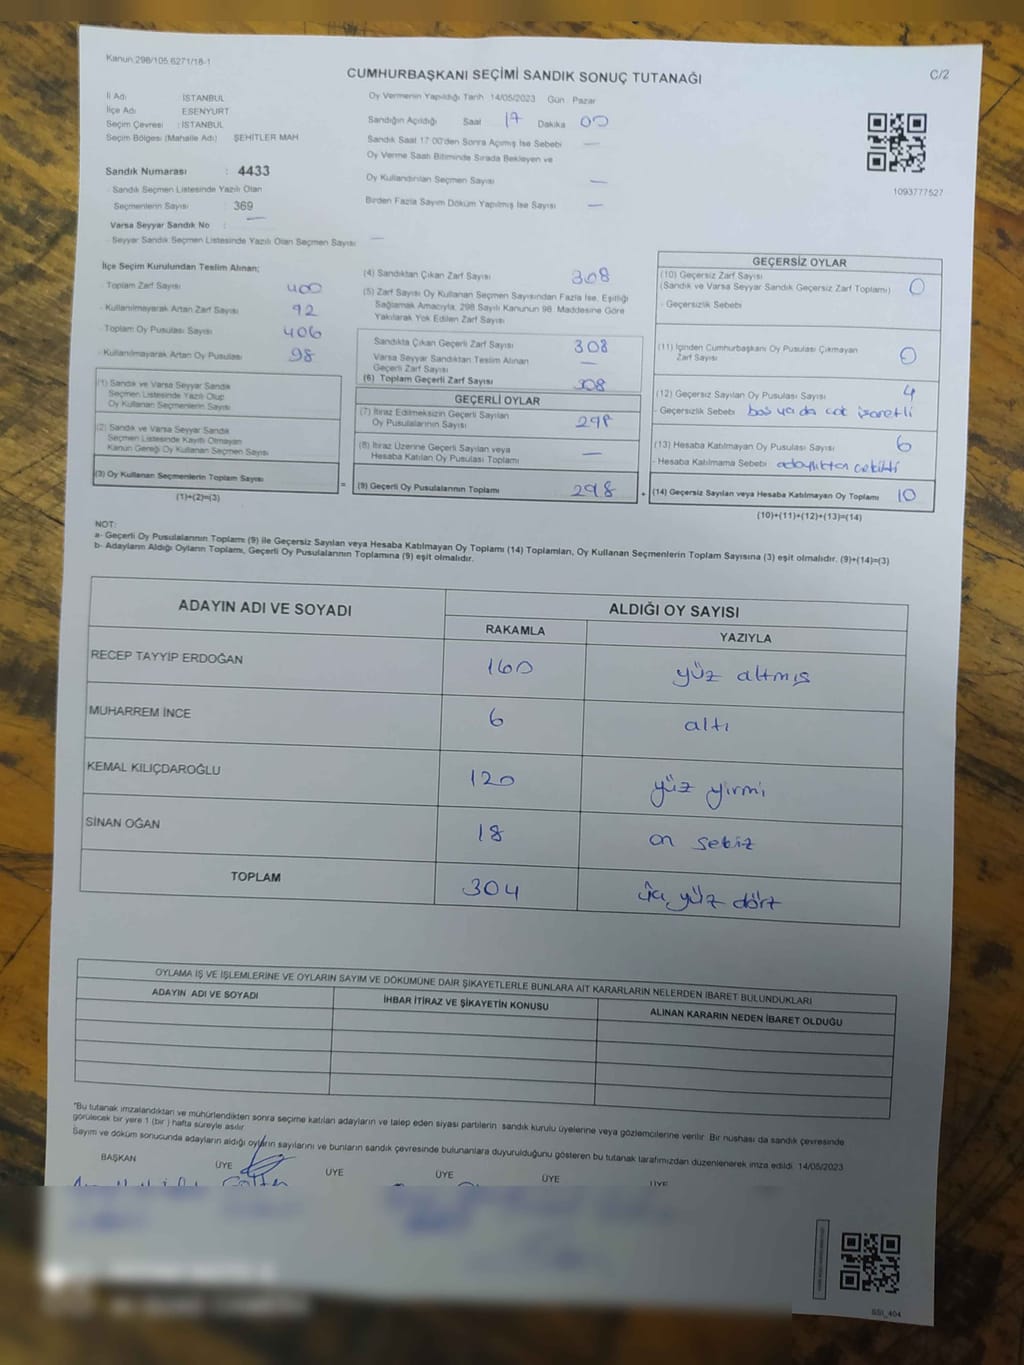 Kanun 298/105,6271/18-1
CUMHURBAŞKANI SEÇİMİ SANDIK SONUÇ TUTANAĞI
C/2
İl Adı : İSTANBUL
İlçe Adı : ESENYURT
Seçim Çevresi : İSTANBUL
Seçim Bölgesi (Mahalle Adı) : ŞEHİTLER MAH
Sandık Numarası : 4433
- Sandık Seçmen Listesinde Yazılı Olan
Seçmenlerin Sayısı : 369
Varsa Seyyar Sandık No : —
- Seyyar Sandık Seçmen Listesinde Yazılı Olan Seçmen Sayısı —
Oy Vermenin Yapıldığı Tarih 14/05/2023 Gün Pazar
Sandığın Açıldığı Saat 17 Dakika 00
Sandık Saat 17:00'den Sonra Açılmış İse Sebebi —
Oy Verme Saati Bitiminde Sırada Bekleyen ve
Oy Kullandırılan Seçmen Sayısı —
Birden Fazla Sayım Döküm Yapılmış İse Sayısı —
1093777527
İlçe Seçim Kurulundan Teslim Alınan;
- Toplam Zarf Sayısı 400
- Kullanılmayarak Artan Zarf Sayısı 92
- Toplam Oy Pusulası Sayısı 406
- Kullanılmayarak Artan Oy Pusulası 98
(1) Sandık ve Varsa Seyyar Sandık
Seçmen Listesinde Yazılı Olup
Oy Kullanan Seçmenlerin Sayısı
(2) Sandık ve Varsa Seyyar Sandık
Seçmen Listesinde Kayıtlı Olmayan
Kanun Gereği Oy Kullanan Seçmen Sayısı
(3) Oy Kullanan Seçmenlerin Toplam Sayısı
(1)+(2)=(3)
=
(4) Sandıktan Çıkan Zarf Sayısı 308
(5) Zarf Sayısı Oy Kullanan Seçmen Sayısından Fazla İse, Eşitliği
Sağlamak Amacıyla, 298 Sayılı Kanunun 98. Maddesine Göre
Yakılarak Yok Edilen Zarf Sayısı
Sandıkta Çıkan Geçerli Zarf Sayısı 308
Varsa Seyyar Sandıktan Teslim Alınan
Geçerli Zarf Sayısı —
(6) Toplam Geçerli Zarf Sayısı 308
GEÇERLİ OYLAR
(7) İtiraz Edilmeksizin Geçerli Sayılan
Oy Pusulalarının Sayısı 298
(8) İtiraz Üzerine Geçerli Sayılan veya
Hesaba Katılan Oy Pusulası Toplamı —
(9) Geçerli Oy Pusulalarının Toplamı 298
+
GEÇERSİZ OYLAR
(10) Geçersiz Zarf Sayısı
(Sandık ve Varsa Seyyar Sandık Geçersiz Zarf Toplamı) 0
- Geçersizlik Sebebi
(11) İçinden Cumhurbaşkanı Oy Pusulası Çıkmayan
Zarf Sayısı 0
(12) Geçersiz Sayılan Oy Pusulası Sayısı 4
- Geçersizlik Sebebi boş ya da çok işaretli
(13) Hesaba Katılmayan Oy Pusulası Sayısı 6
- Hesaba Katılmama Sebebi adaylıktan çekildi
(14) Geçersiz Sayılan veya Hesaba Katılmayan Oy Toplamı 10
(10)+(11)+(12)+(13)=(14)
NOT:
a- Geçerli Oy Pusulalarının Toplamı (9) ile Geçersiz Sayılan veya Hesaba Katılmayan Oy Toplamı (14) Toplamları, Oy Kullanan Seçmenlerin Toplam Sayısına (3) eşit olmalıdır. (9)+(14)=(3)
b- Adayların Aldığı Oyların Toplamı, Geçerli Oy Pusulalarının Toplamına (9) eşit olmalıdır.
ADAYIN ADI VE SOYADI
ALDIĞI OY SAYISI
RAKAMLA
YAZIYLA
RECEP TAYYİP ERDOĞAN 160 yüz altmış
MUHARREM İNCE 6 altı
KEMAL KILIÇDAROĞLU 120 yüz yirmi
SİNAN OĞAN 18 on sekiz
TOPLAM 304 üç yüz dört
OYLAMA İŞ VE İŞLEMLERİNE VE OYLARIN SAYIM VE DÖKÜMÜNE DAİR ŞİKAYETLERLE BUNLARA AİT KARARLARIN NELERDEN İBARET BULUNDUKLARI
ADAYIN ADI VE SOYADI
İHBAR İTİRAZ VE ŞİKAYETİN KONUSU
ALINAN KARARIN NEDEN İBARET OLDUĞU
*Bu tutanak imzalandıktan ve mühürlendikten sonra seçime katılan adayların ve talep eden siyasi partilerin sandık kurulu üyelerine veya gözlemcilerine verilir. Bir nüshası da sandık çevresinde
görülecek bir yere 1 (bir) hafta süreyle asılır.
Sayım ve döküm sonucunda adayların aldığı oyların sayılarını ve bunların sandık çevresinde bulunanlara duyurulduğunu gösteren bu tutanak tarafımızdan düzenlenerek imza edildi. 14/05/2023
BAŞKAN ÜYE ÜYE ÜYE ÜYE ÜYE
SSI_404